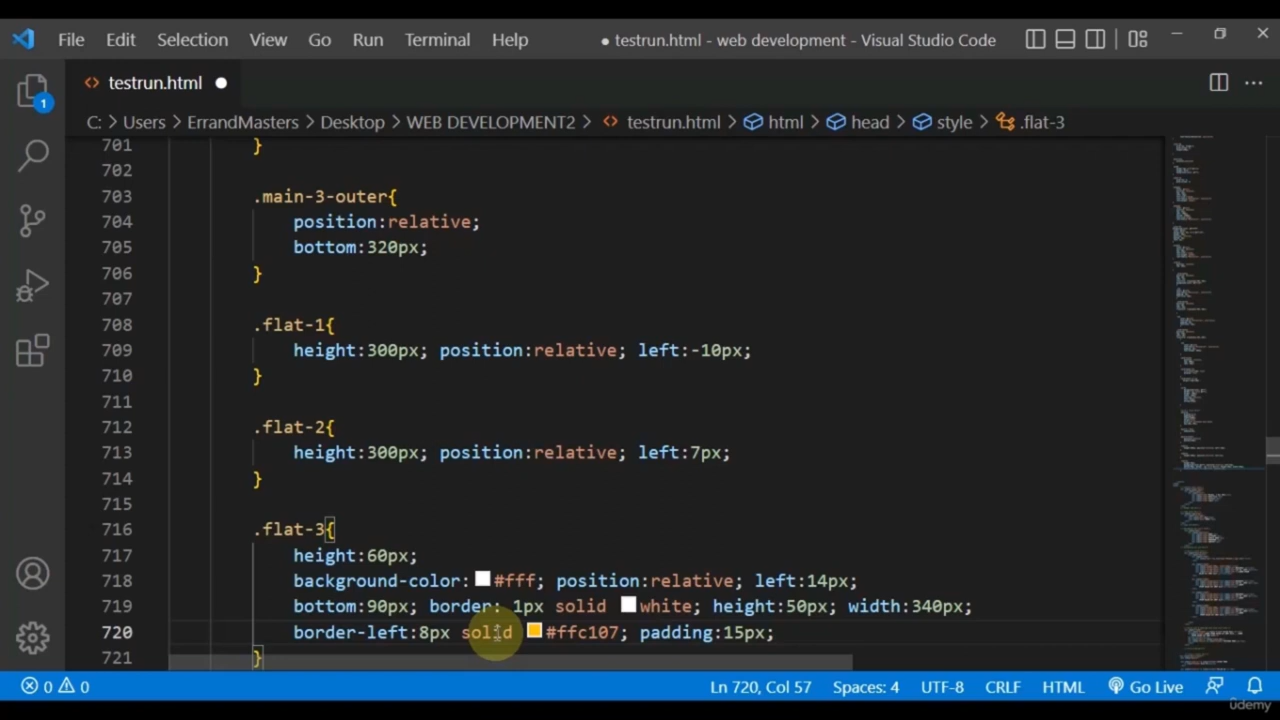 File Edit Selection View Go Run Terminal Help ● testrun.html - web development - Visual Studio Code
testrun.html
1
C: > Users > ErrandMasters > Desktop > WEB DEVELOPMENT2 > testrun.html > html > head > style > .flat-3
701 }
702
703 .main-3-outer{
704 position:relative;
705 bottom:320px;
706 }
707
708 .flat-1{
709 height:300px; position:relative; left:-10px;
710 }
711
712 .flat-2{
713 height:300px; position:relative; left:7px;
714 }
715
716 .flat-3{
717 height:60px;
718 background-color:#fff; position:relative; left:14px;
719 bottom:90px; border: 1px solid white; height:50px; width:340px;
720 border-left:8px solid #ffc107; padding:15px;
721 }
0 0 Ln 720, Col 57 Spaces: 4 UTF-8 CRLF HTML Go Live
ûdemy